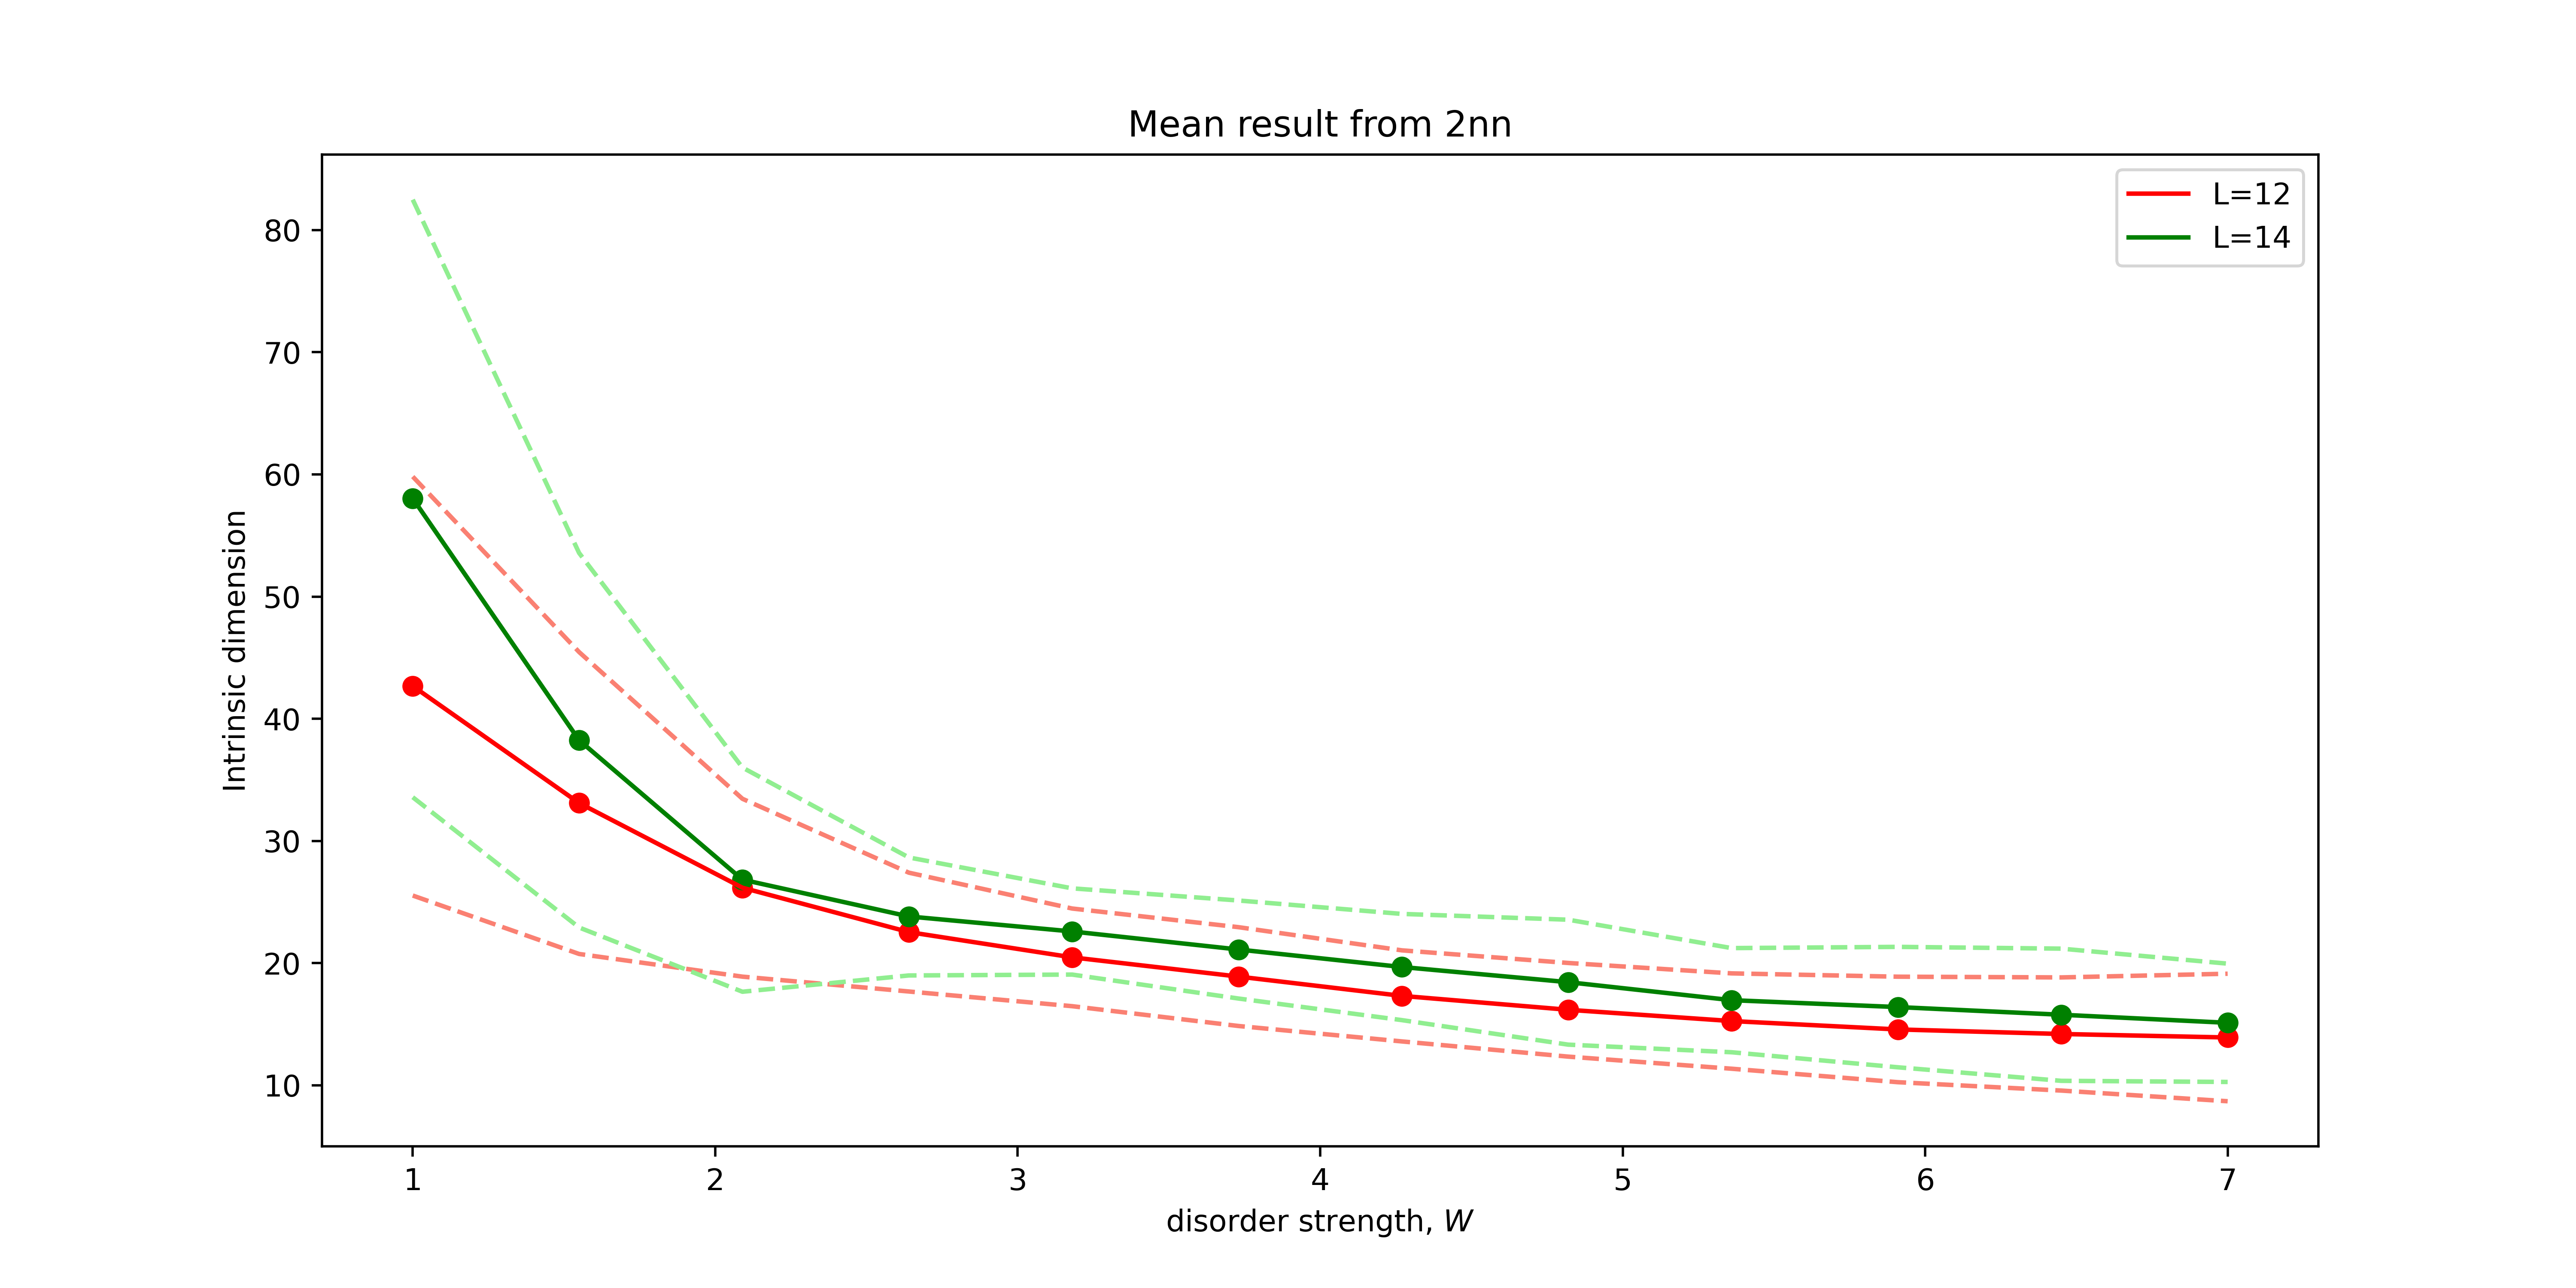 Mean result from 2nn
L=12
L=14
Intrinsic dimension
80
70
60
50
40
30
20
10
1 2 3 4 5 6 7
disorder strength, W